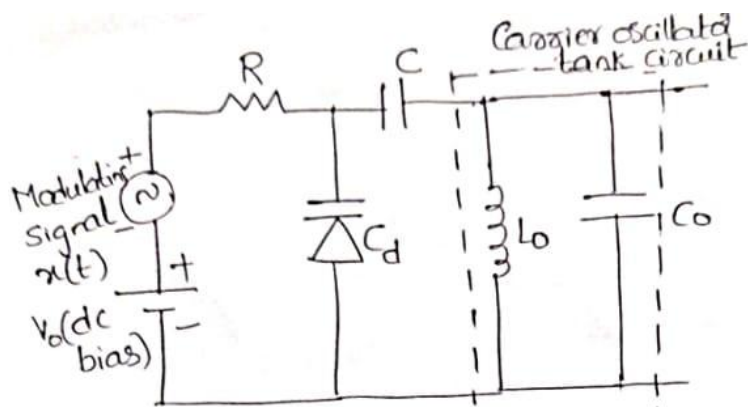 Carrier oscillator
tank circuit
R
C
Modulating
signal
x(t)
+
-
Cd
Lo
Co
+
Vo(dc
bias)
-